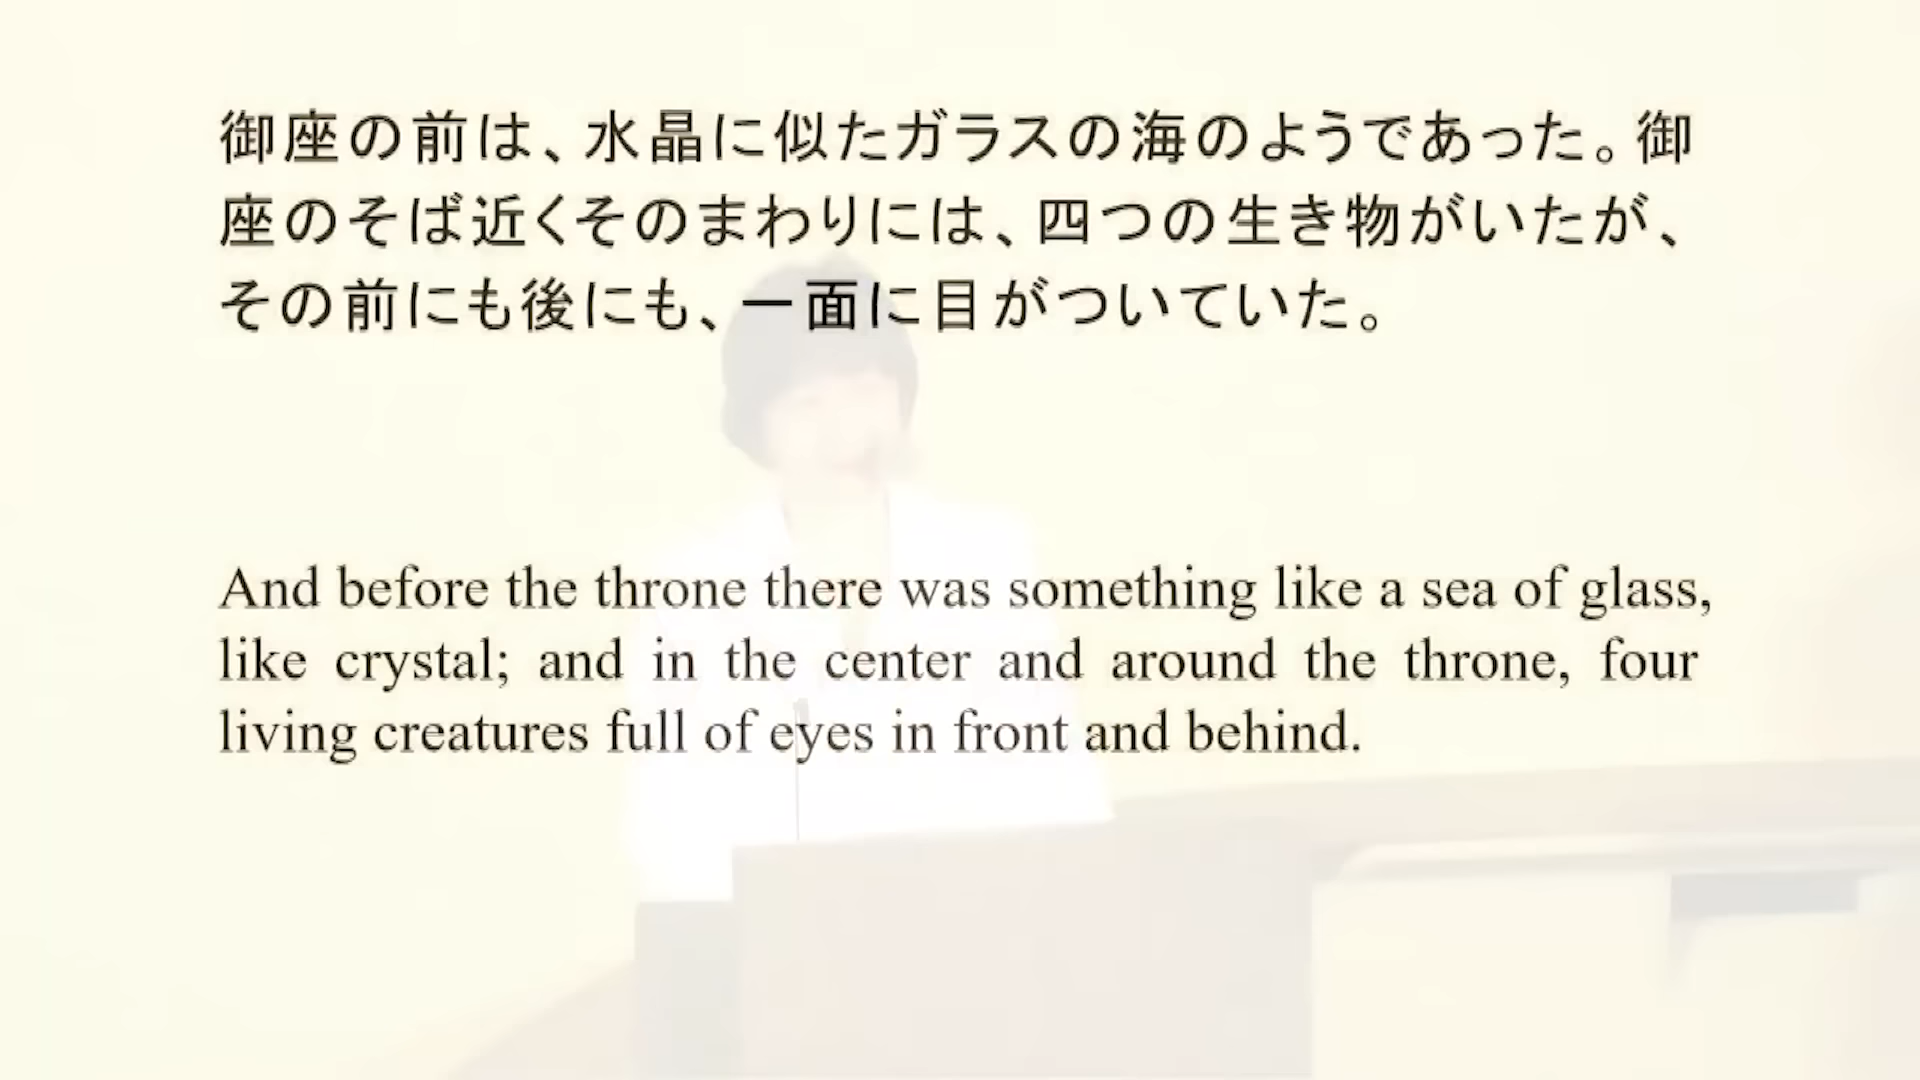 御座の前は、水晶に似たガラスの海のようであった。御
座のそば近くそのまわりには、四つの生き物がいたが、
その前にも後にも、一面に目がついていた。
And before the throne there was something like a sea of glass,
like crystal; and in the center and around the throne, four
living creatures full of eyes in front and behind.